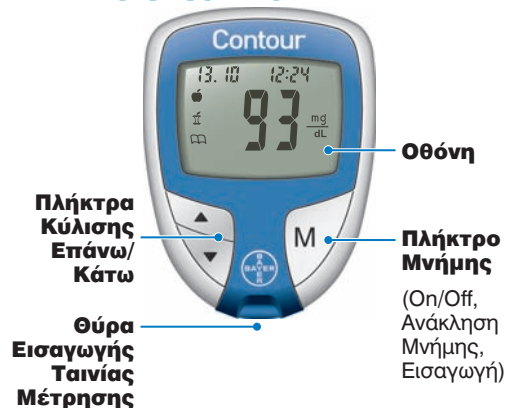 Contour
13.10 12:24
93 mg/dL
Οθόνη
Πλήκτρα
Κύλισης
Επάνω/
Κάτω
M
BAYER
Πλήκτρο
Μνήμης
(On/Off,
Ανάκληση
Μνήμης,
Εισαγωγή)
Θύρα
Εισαγωγής
Ταινίας
Μέτρησης